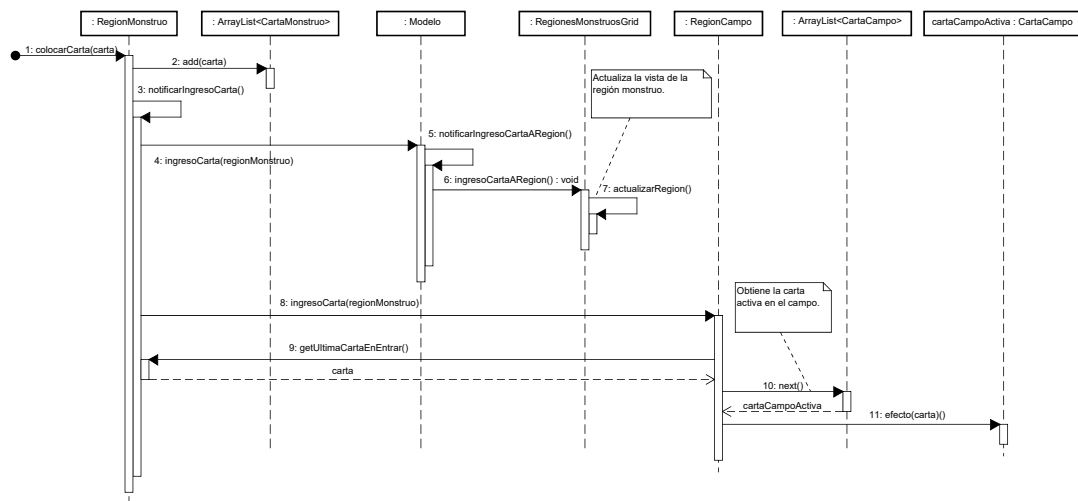 : RegionMonstruo
: ArrayList<CartaMonstruo>
: Modelo
: RegionesMonstruosGrid
: RegionCampo
: ArrayList<CartaCampo>
cartaCampoActiva : CartaCampo
1: colocarCarta(carta)
2: add(carta)
3: notificarIngresoCarta()
Actualiza la vista de la
región monstruo.
4: ingresoCarta(regionMonstruo)
5: notificarIngresoCartaARegion()
6: ingresoCartaARegion() : void
7: actualizarRegion()
Obtiene la carta
activa en el campo.
8: ingresoCarta(regionMonstruo)
9: getUltimaCartaEnEntrar()
carta
10: next()
cartaCampoActiva
11: efecto(carta)()